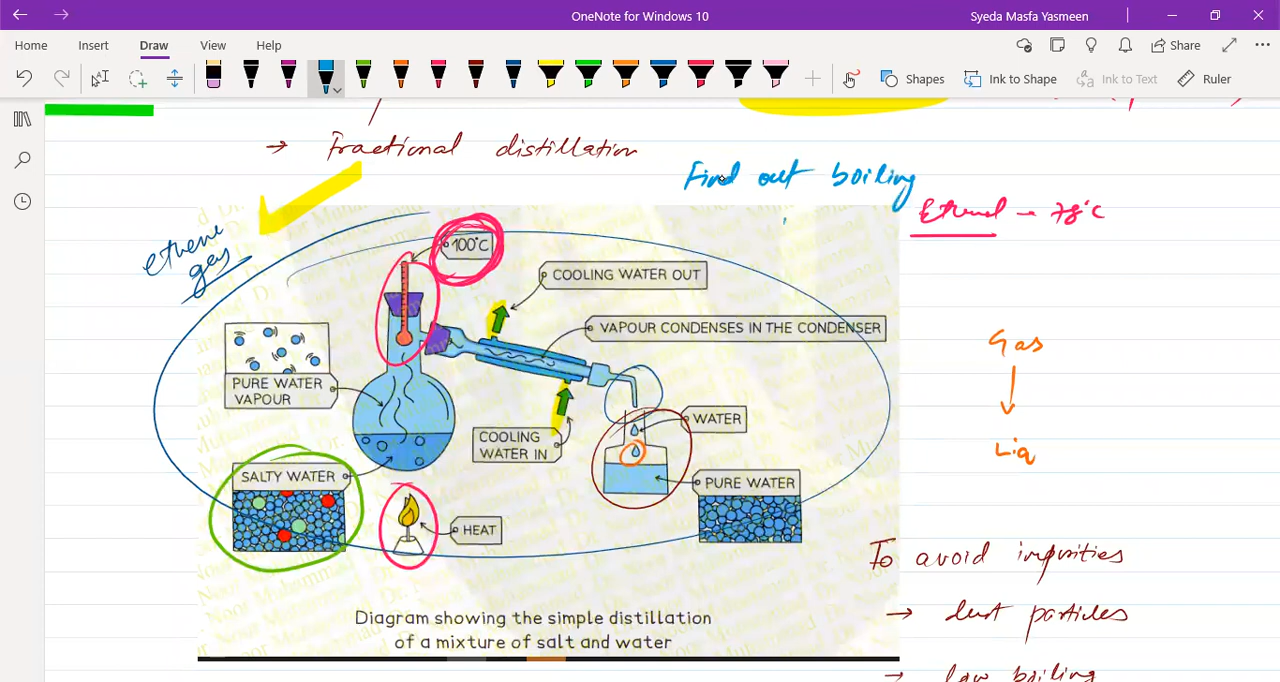 OneNote for Windows 10
Syeda Masfa Yasmeen
Home Insert Draw View Help
Share
Shapes Ink to Shape Ink to Text Ruler
→ Fractional distillation
Find out boiling
Ethanol - 78°C
ethene
gas
100°C
COOLING WATER OUT
VAPOUR CONDENSES IN THE CONDENSER
Gas
↓
Liq
PURE WATER
VAPOUR
COOLING
WATER IN
WATER
SALTY WATER
PURE WATER
HEAT
To avoid impurities
→ dust particles
→ low boiling
Diagram showing the simple distillation
of a mixture of salt and water